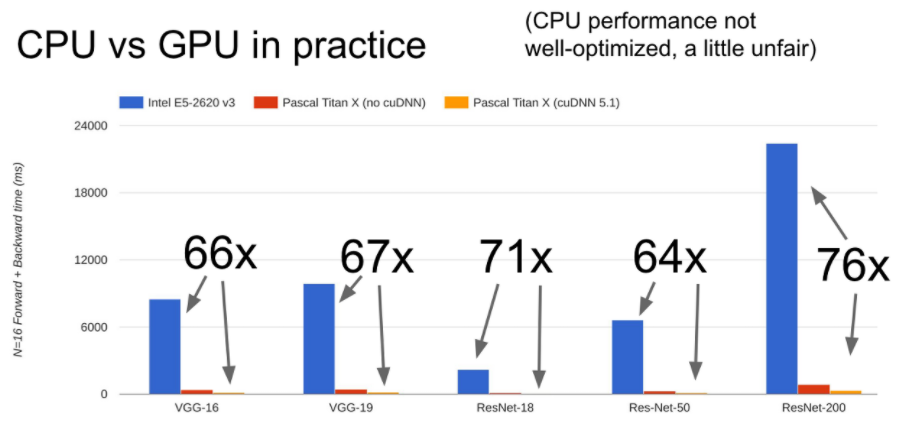 CPU vs GPU in practice
(CPU performance not
well-optimized, a little unfair)
Intel E5-2620 v3
Pascal Titan X (no cuDNN)
Pascal Titan X (cuDNN 5.1)
N=16 Forward + Backward time (ms)
24000
18000
12000
6000
0
66x
67x
71x
64x
76x
VGG-16
VGG-19
ResNet-18
Res-Net-50
ResNet-200